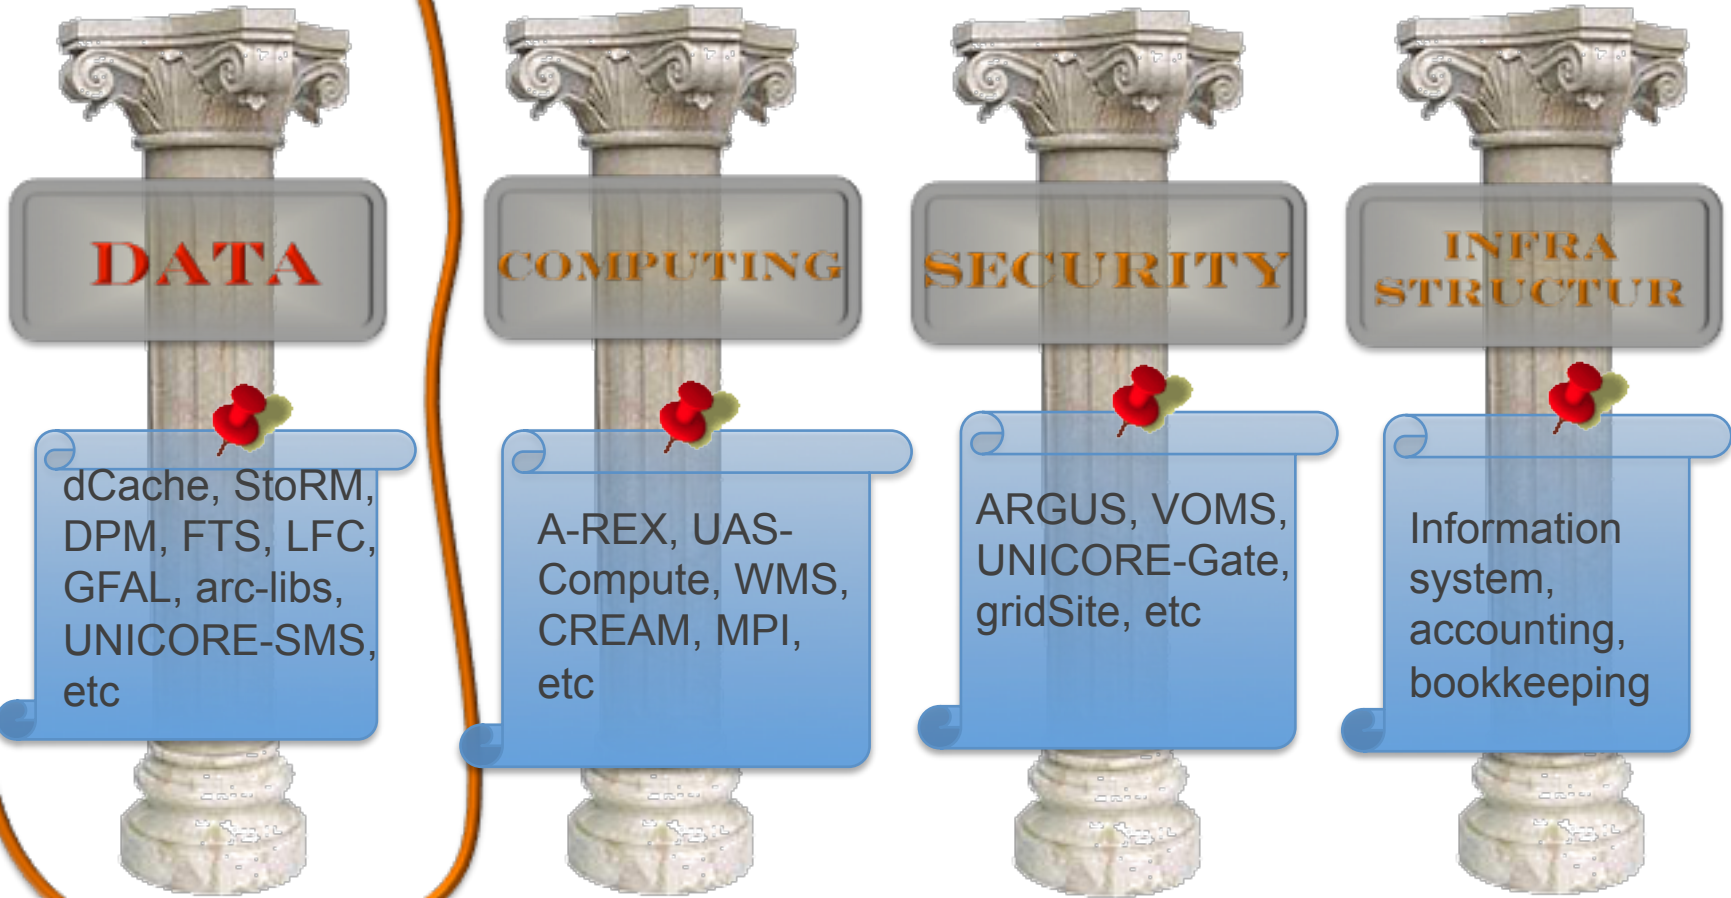 DATA
COMPUTING
SECURITY
INFRA
STRUCTUR
dCache, StoRM,
DPM, FTS, LFC,
GFAL, arc-libs,
UNICORE-SMS,
etc
A-REX, UAS-
Compute, WMS,
CREAM, MPI,
etc
ARGUS, VOMS,
UNICORE-Gate,
gridSite, etc
Information
system,
accounting,
bookkeeping